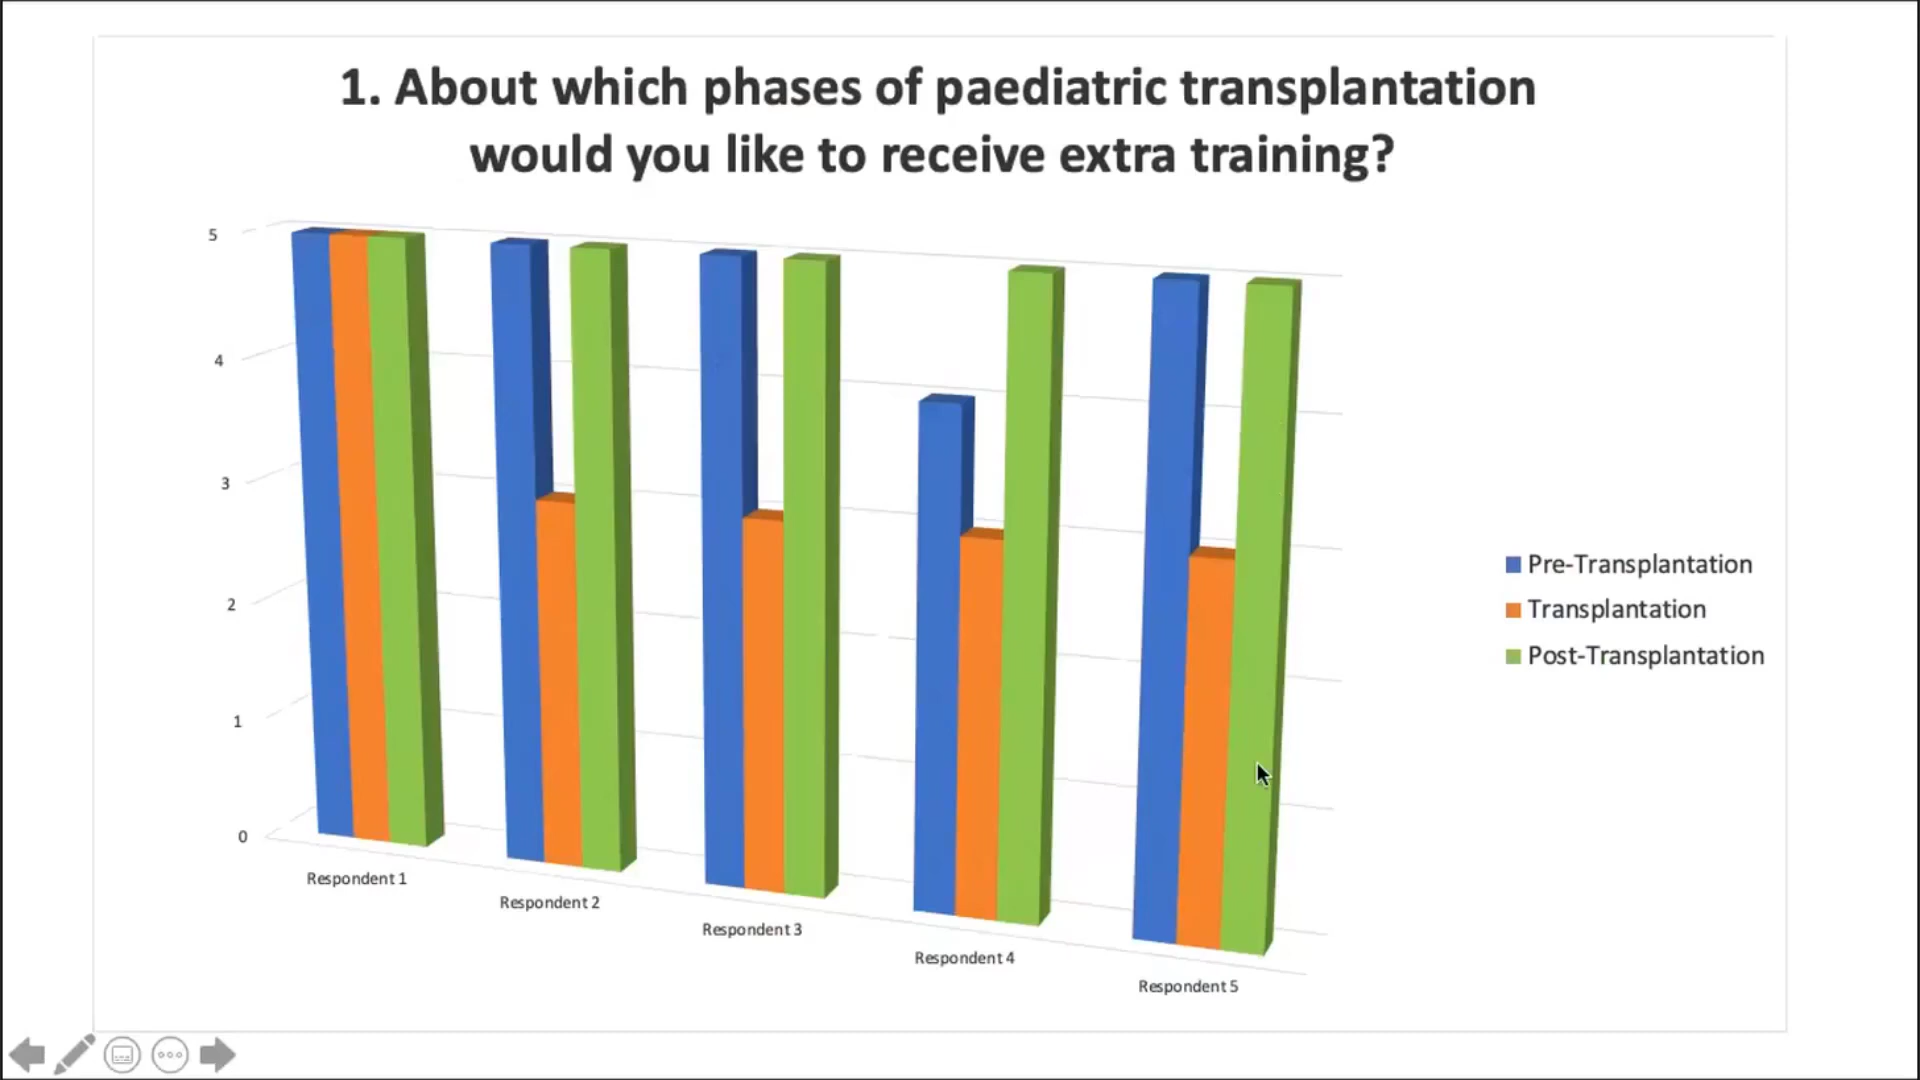 1. About which phases of paediatric transplantation
would you like to receive extra training?
5
4
3
2
1
0
Respondent 1
Respondent 2
Respondent 3
Respondent 4
Respondent 5
Pre-Transplantation
Transplantation
Post-Transplantation